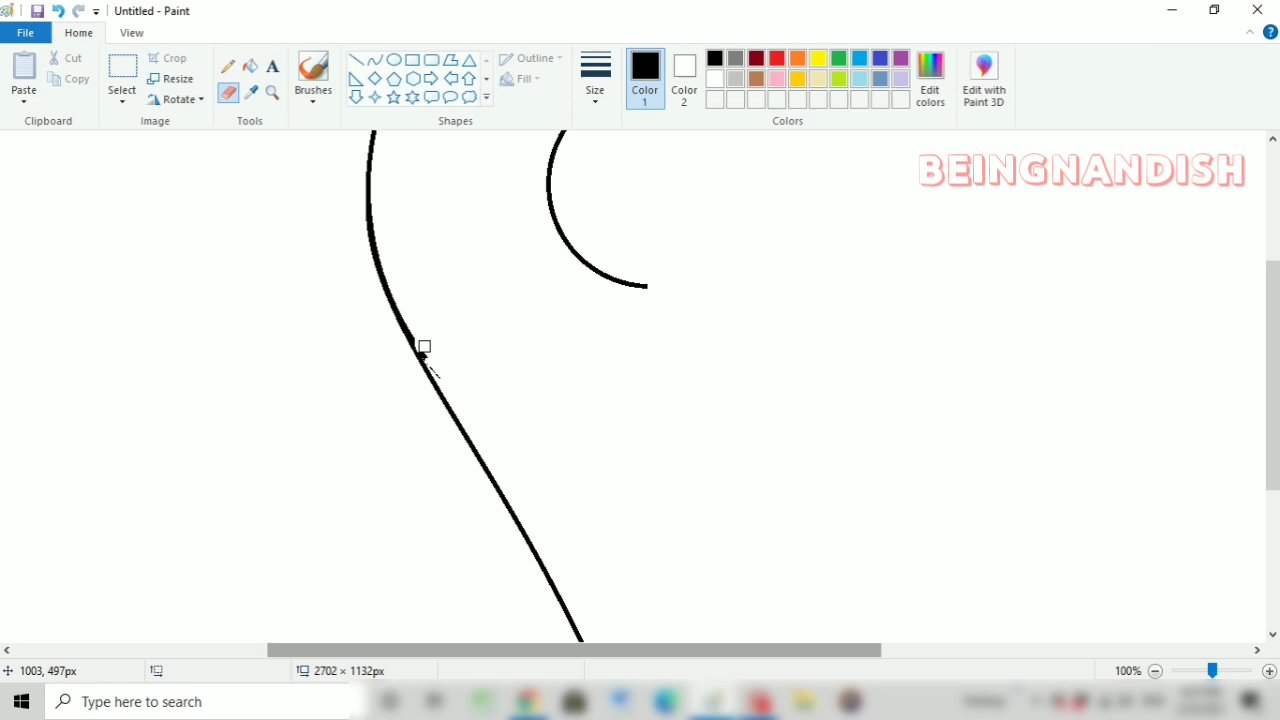 Untitled - Paint
File
Home
View
Paste
Cut
Copy
Clipboard
Select
Crop
Resize
Rotate
Image
A
Tools
Brushes
Outline
Fill
Shapes
Size
Color 1
Color 2
Edit colors
Edit with Paint 3D
Colors
BEINGNANDISH
1003, 497px
2702 × 1132px
100%
Type here to search